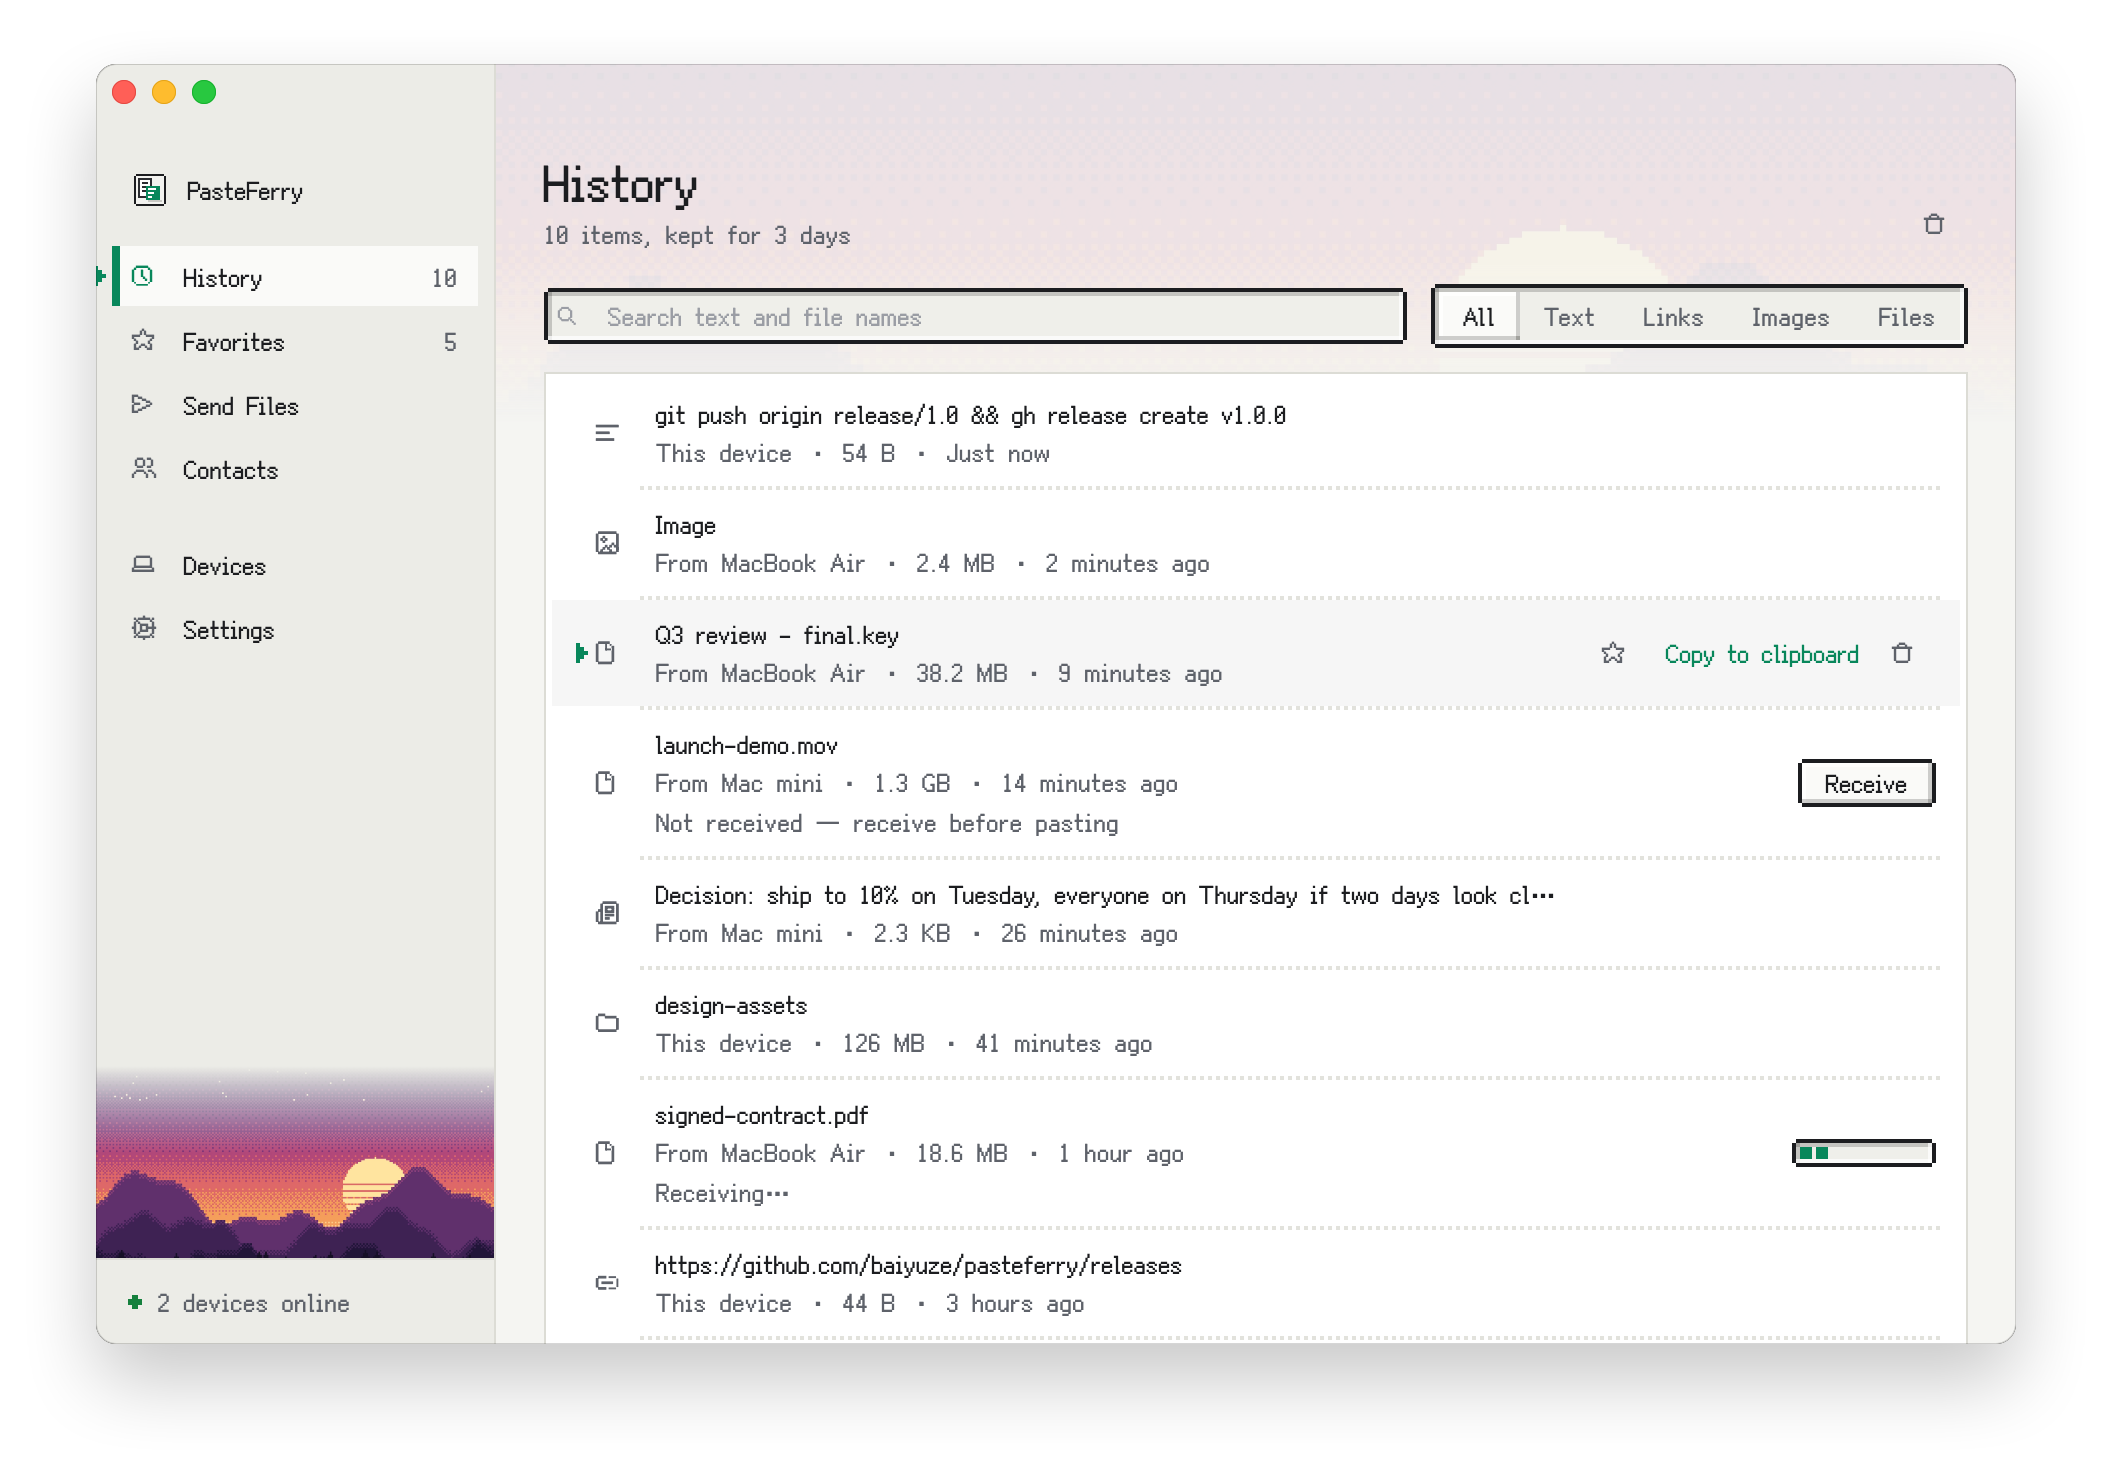 PasteFerry
History 10
Favorites 5
Send Files
Contacts
Devices
Settings
2 devices online
History
10 items, kept for 3 days
Search text and file names
All Text Links Images Files
git push origin release/1.0 && gh release create v1.0.0
This device · 54 B · Just now
Image
From MacBook Air · 2.4 MB · 2 minutes ago
Q3 review – final.key
From MacBook Air · 38.2 MB · 9 minutes ago
Copy to clipboard
launch-demo.mov
From Mac mini · 1.3 GB · 14 minutes ago
Not received — receive before pasting
Receive
Decision: ship to 10% on Tuesday, everyone on Thursday if two days look cl…
From Mac mini · 2.3 KB · 26 minutes ago
design-assets
This device · 126 MB · 41 minutes ago
signed-contract.pdf
From MacBook Air · 18.6 MB · 1 hour ago
Receiving…
https://github.com/baiyuze/pasteferry/releases
This device · 44 B · 3 hours ago